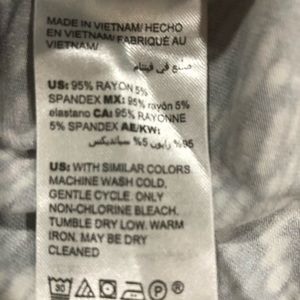 MADE IN VIETNAM/ HECHO
EN VIETNAM/ FABRIQUÉ AU
VIETNAM/
صنع في فيتنام
US: 95% RAYON 5%
SPANDEX MX: 95% rayón 5%
elastano CA: 95% RAYONNE
5% SPANDEX AE/KW:
95% رايون 5% سباندیکس
US: WITH SIMILAR COLORS
MACHINE WASH COLD,
GENTLE CYCLE. ONLY
NON-CHLORINE BLEACH.
TUMBLE DRY LOW. WARM
IRON. MAY BE DRY
CLEANED
30 P